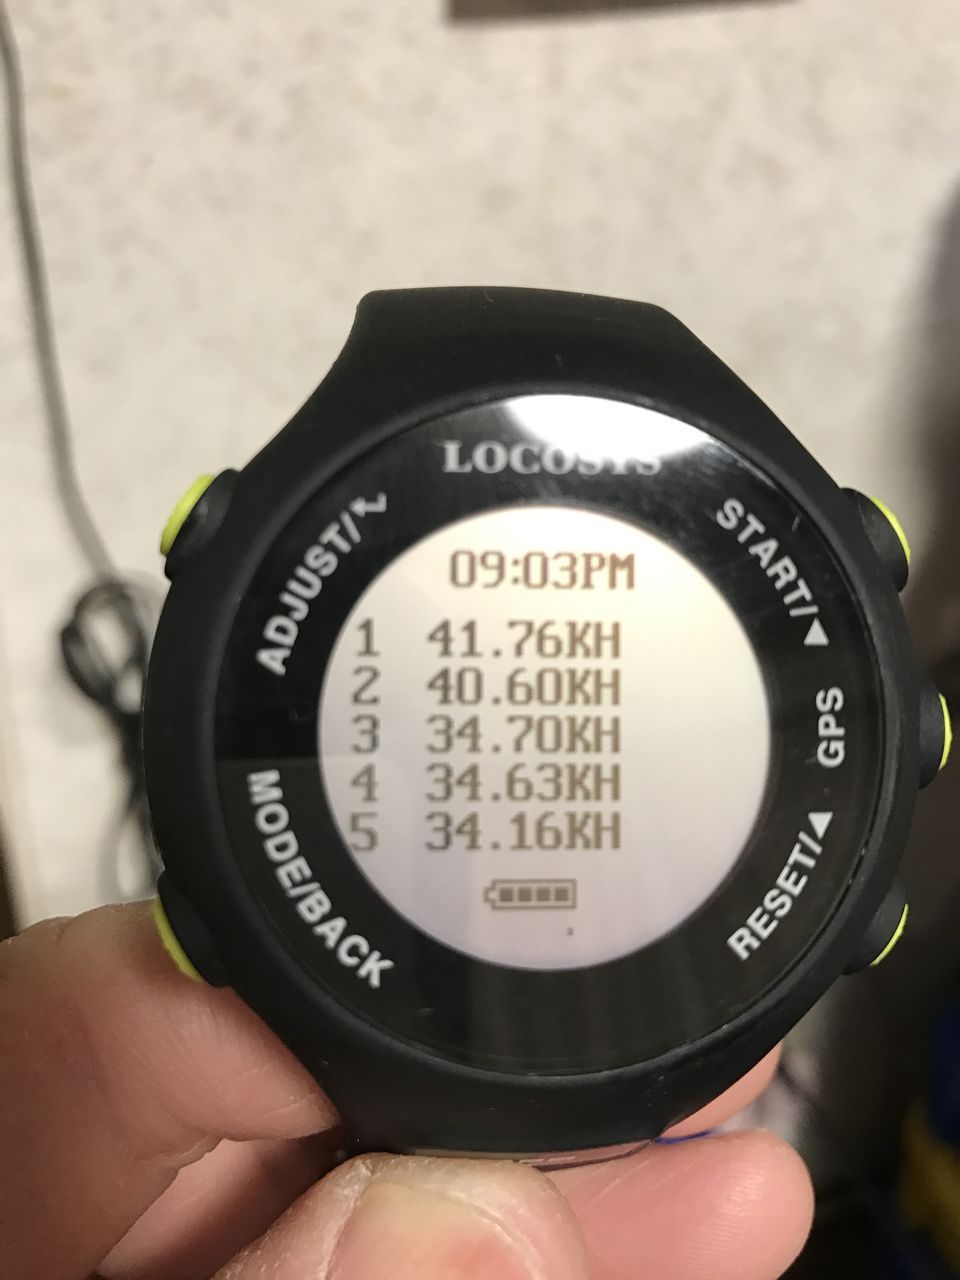 LOCOSYS
ADJUST/↰
START/▼
GPS
RESET/▲
MODE/BACK
09:03PM
1 41.76KH
2 40.60KH
3 34.70KH
4 34.63KH
5 34.16KH